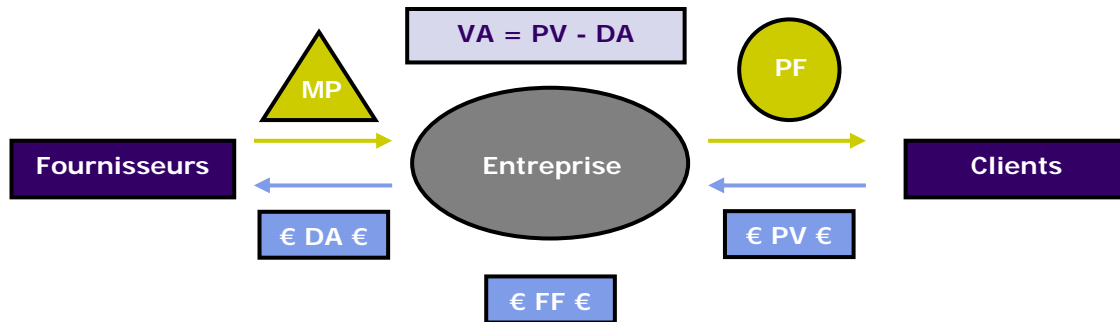 VA = PV - DA
MP
PF
Fournisseurs
Entreprise
Clients
€ DA €
€ PV €
€ FF €